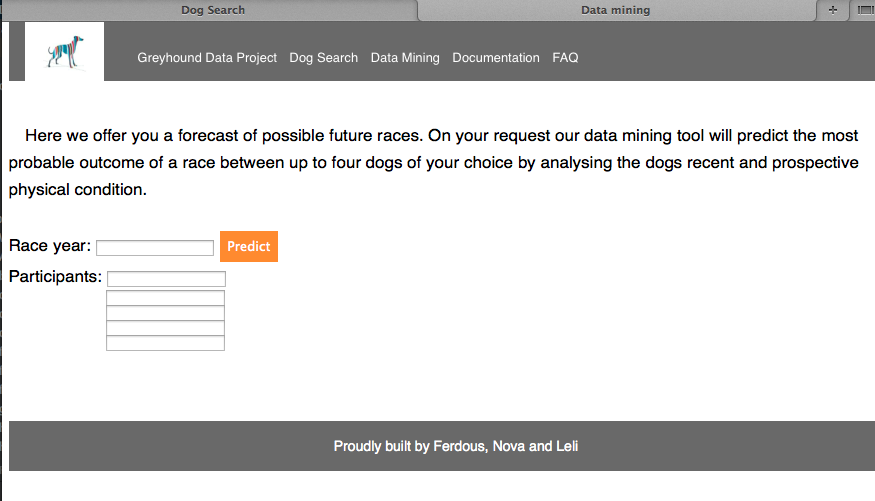 Dog Search
Data mining
Greyhound Data Project Dog Search Data Mining Documentation FAQ
Here we offer you a forecast of possible future races. On your request our data mining tool will predict the most
probable outcome of a race between up to four dogs of your choice by analysing the dogs recent and prospective
physical condition.
Race year: Predict
Participants:
Proudly built by Ferdous, Nova and Leli